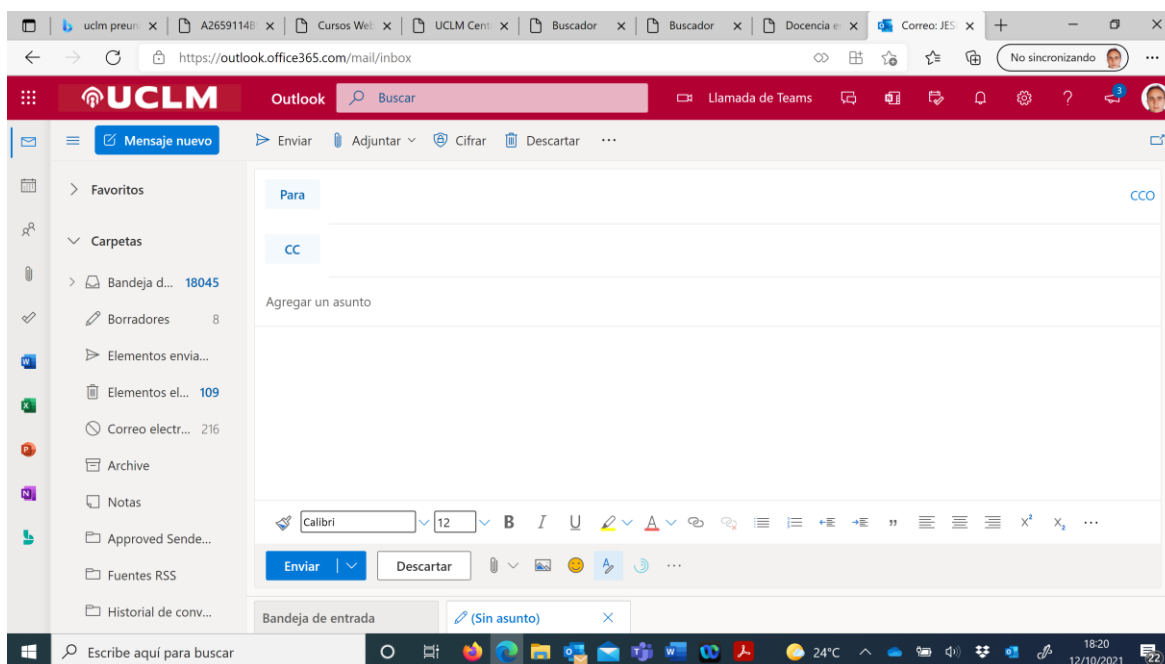 uclm preun
A2659114B
Cursos Web
UCLM Cent
Buscador
Buscador
Docencia e
Correo: JES
https://outlook.office365.com/mail/inbox
No sincronizando
UCLM
Outlook
Buscar
Llamada de Teams
3
Mensaje nuevo
Enviar
Adjuntar
Cifrar
Descartar
Favoritos
Para
CCO
Carpetas
CC
Bandeja d... 18045
Agregar un asunto
Borradores 8
Elementos envia...
Elementos el... 109
Correo electr... 216
Archive
Notas
Calibri 12 B I U A x² x₂ ...
Approved Sende...
Enviar
Descartar
Fuentes RSS
Historial de conv...
Bandeja de entrada
(Sin asunto)
Escribe aquí para buscar
24°C
18:20
12/10/2021
22